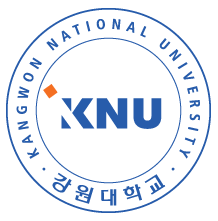 · KANGWON NATIONAL UNIVERSITY ·
KNU
강원대학교